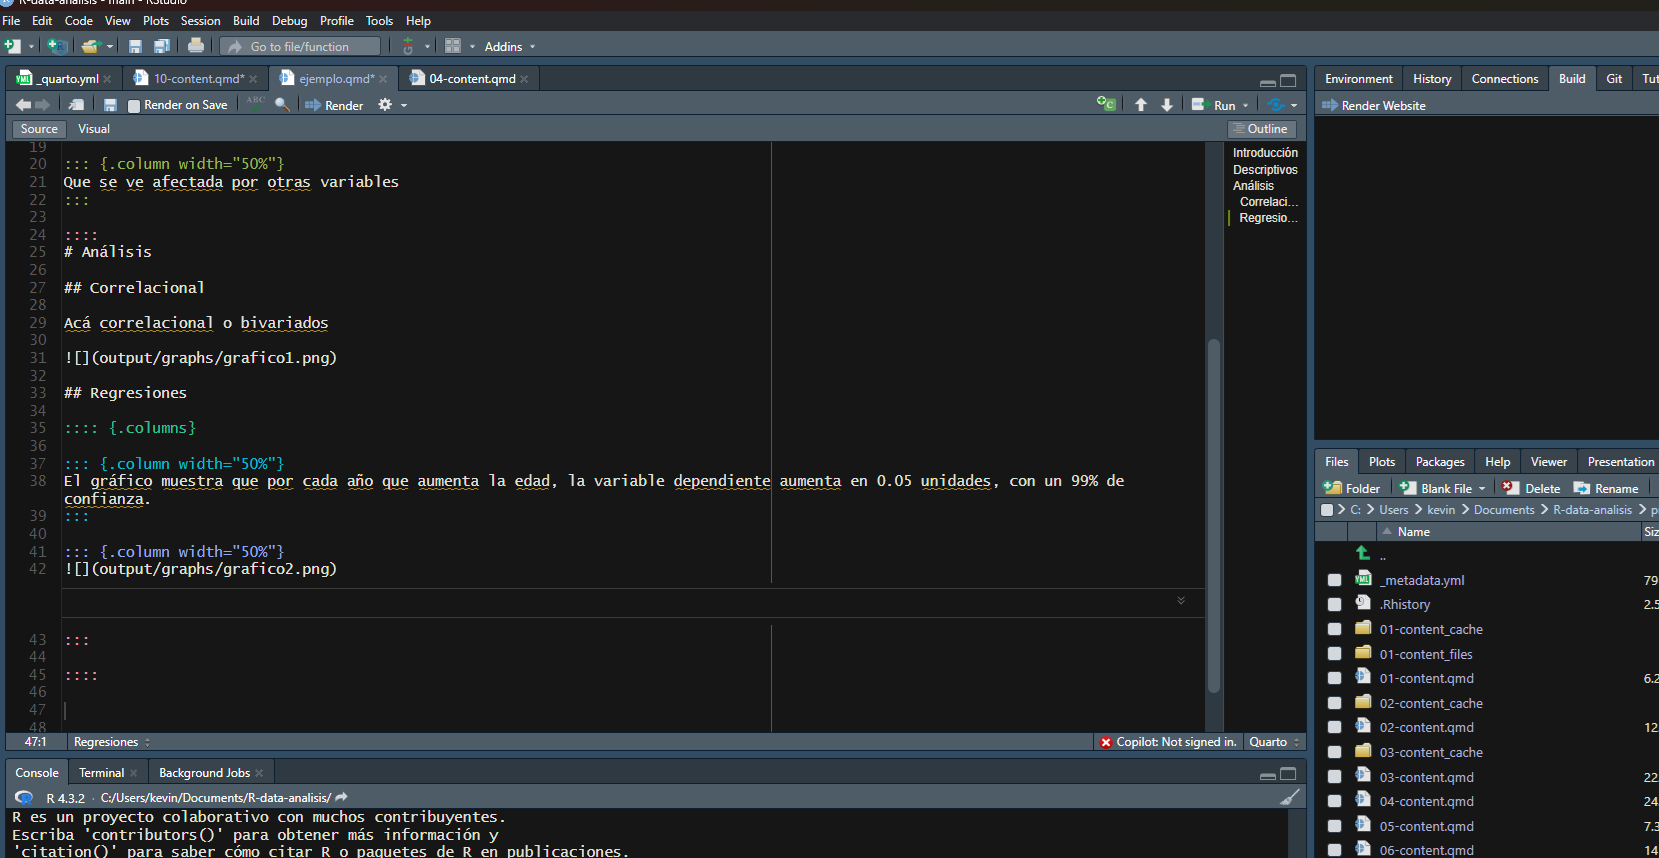 R-data-analisis - main - RStudio
File Edit Code View Plots Session Build Debug Profile Tools Help
Go to file/function Addins
_quarto.yml 10-content.qmd* ejemplo.qmd* 04-content.qmd
Render on Save ABC Render Run
Source Visual Outline
19
20 ::: {.column width="50%"}
21 Que se ve afectada por otras variables
22 :::
23
24 ::::
25 # Análisis
26
27 ## Correlacional
28
29 Acá correlacional o bivariados
30
31 ![](output/graphs/grafico1.png)
32
33 ## Regresiones
34
35 :::: {.columns}
36
37 ::: {.column width="50%"}
38 El gráfico muestra que por cada año que aumenta la edad, la variable dependiente aumenta en 0.05 unidades, con un 99% de
confianza.
39 :::
40
41 ::: {.column width="50%"}
42 ![](output/graphs/grafico2.png)
43 :::
44
45 ::::
46
47
48
Introducción
Descriptivos
Análisis
Correlaci...
Regresio...
47:1 Regresiones Copilot: Not signed in. Quarto
Console Terminal Background Jobs
R 4.3.2 · C:/Users/kevin/Documents/R-data-analisis/
R es un proyecto colaborativo con muchos contribuyentes.
Escriba 'contributors()' para obtener más información y
'citation()' para saber cómo citar R o paquetes de R en publicaciones.
Environment History Connections Build Git Tut
Render Website
Files Plots Packages Help Viewer Presentation
Folder Blank File Delete Rename
C: Users kevin Documents R-data-analisis p
Name Siz
..
_metadata.yml 79
.Rhistory 2.5
01-content_cache
01-content_files
01-content.qmd 6.2
02-content_cache
02-content.qmd 12.
03-content_cache
03-content.qmd 22.
04-content.qmd 24.
05-content.qmd 7.3
06-content.qmd 14